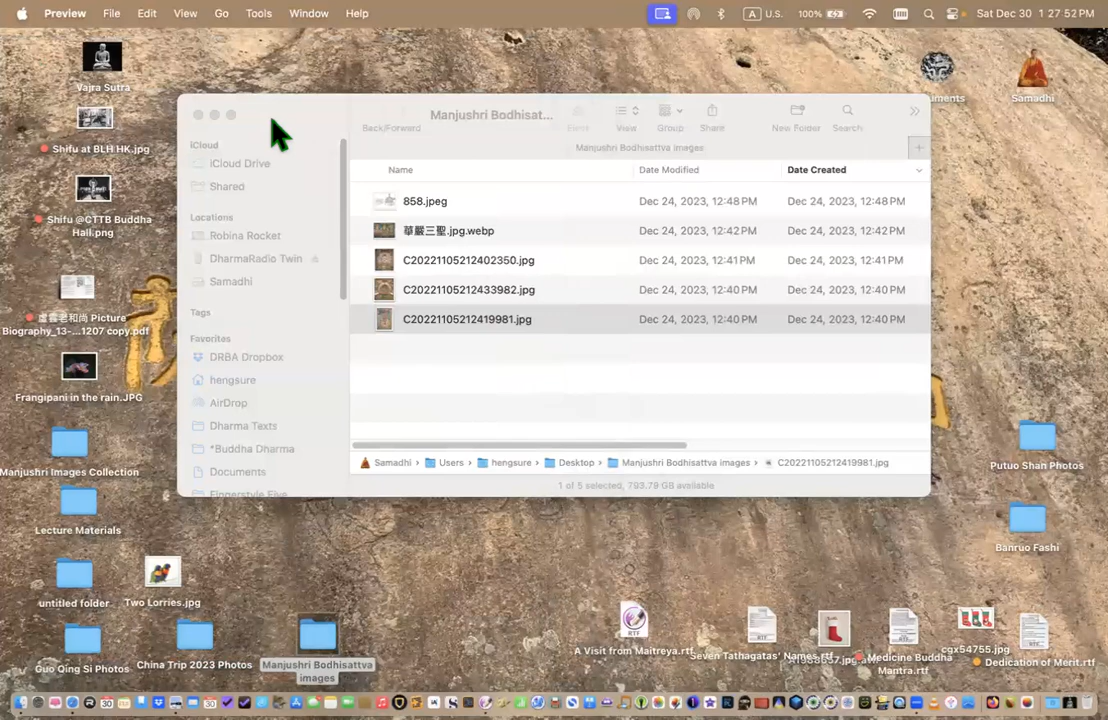 Preview File Edit View Go Tools Window Help
A U.S. 100% Sat Dec 30 1 27 52 PM
Vajra Sutra
Shifu at BLH HK.jpg
Shifu @CTTB Buddha
Hall.png
Picture
Biography_13-...1207 copy.pdf
Frangipani in the rain.JPG
Manjushri Images Collection
Lecture Materials
untitled folder
Two Lorries.jpg
Guo Qing Si Photos
China Trip 2023 Photos
Manjushri Bodhisattva
images
Manjushri Bodhisat...
Back/Forward
View
Group
Share
New Folder
Search
Manjushri Bodhisattva images
iCloud
iCloud Drive
Shared
Locations
Robina Rocket
DharmaRadio Twin
Samadhi
Tags
Favorites
DRBA Dropbox
hengsure
AirDrop
Dharma Texts
*Buddha Dharma
Documents
Fingerstyle Five
Name Date Modified Date Created
858.jpeg Dec 24, 2023, 12:48 PM Dec 24, 2023, 12:48 PM
華嚴三聖.jpg.webp Dec 24, 2023, 12:42 PM Dec 24, 2023, 12:42 PM
C20221105212402350.jpg Dec 24, 2023, 12:41 PM Dec 24, 2023, 12:41 PM
C20221105212433982.jpg Dec 24, 2023, 12:40 PM Dec 24, 2023, 12:40 PM
C20221105212419981.jpg Dec 24, 2023, 12:40 PM Dec 24, 2023, 12:40 PM
Samadhi › Users › hengsure › Desktop › Manjushri Bodhisattva images › C20221105212419981.jpg
1 of 5 selected, 793.79 GB available
uments
Samadhi
Putuo Shan Photos
Banruo Fashi
A Visit from Maitreya.rtf
RTF
Seven Tathagatas' Names.rtf
Medicine Buddha
Mantra.rtf
cgx54755.jpg
Dedication of Merit.rtf